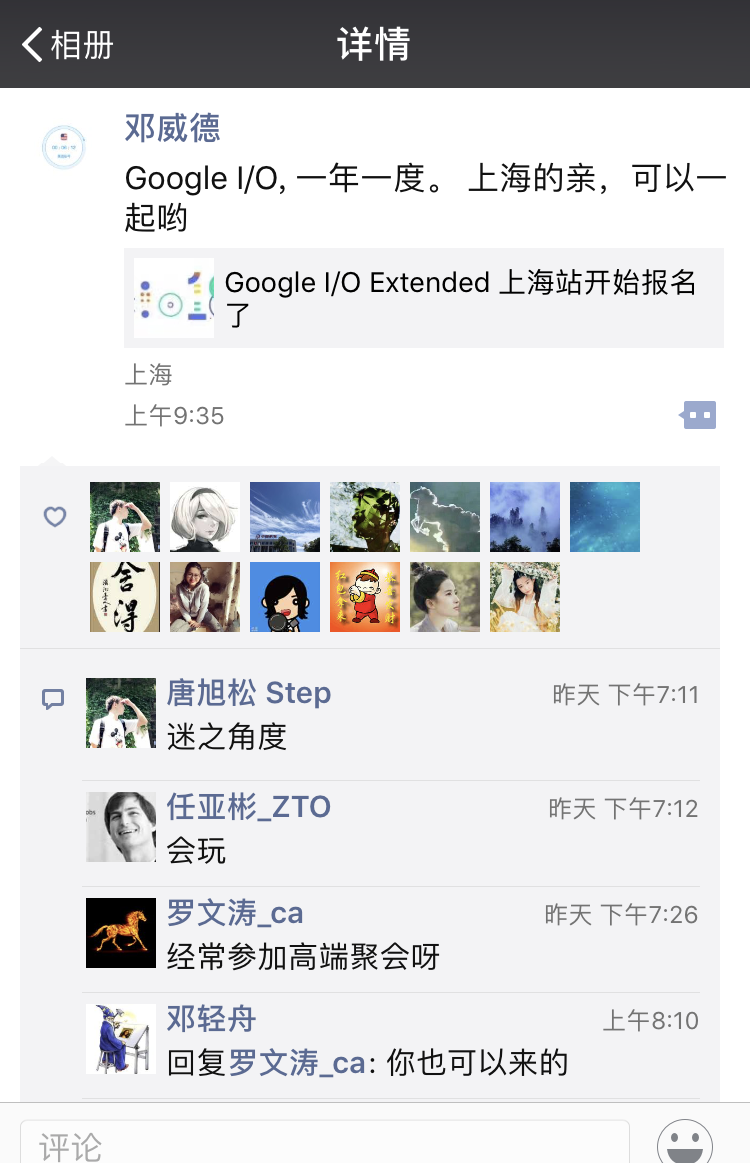 相册
详情
邓威德
Google I/O, 一年一度。 上海的亲，可以一
起哟
Google I/O Extended 上海站开始报名
了
上海
上午9:35
舍
得
唐旭松 Step
昨天 下午7:11
迷之角度
任亚彬_ZTO
昨天 下午7:12
会玩
罗文涛_ca
昨天 下午7:26
经常参加高端聚会呀
邓轻舟
上午8:10
回复罗文涛_ca: 你也可以来的
评论